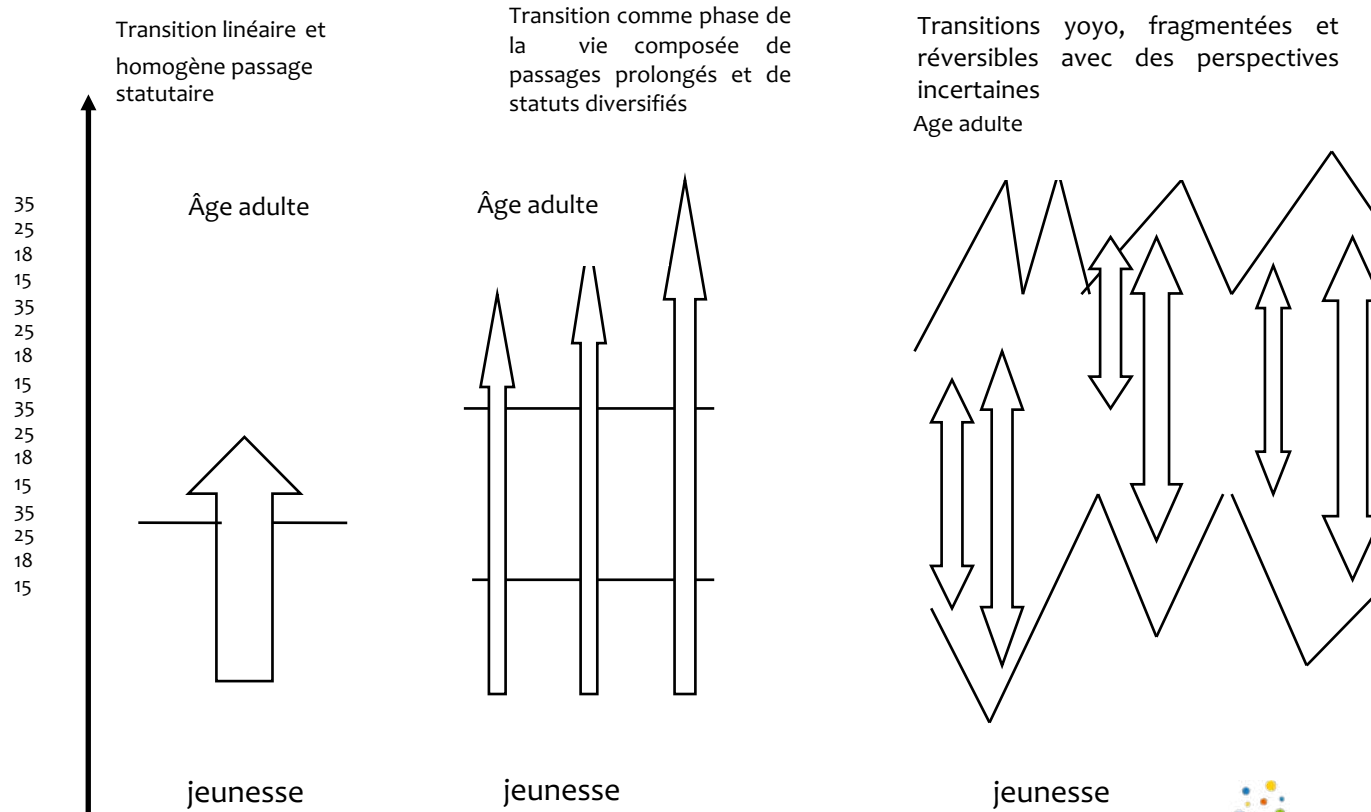 Transition linéaire et
homogène passage
statutaire
Transition comme phase de
la vie composée de
passages prolongés et de
statuts diversifiés
Transitions yoyo, fragmentées et
réversibles avec des perspectives
incertaines
Age adulte
35
25
18
15
35
25
18
15
35
25
18
15
35
25
18
15
Âge adulte
Âge adulte
jeunesse
jeunesse
jeunesse